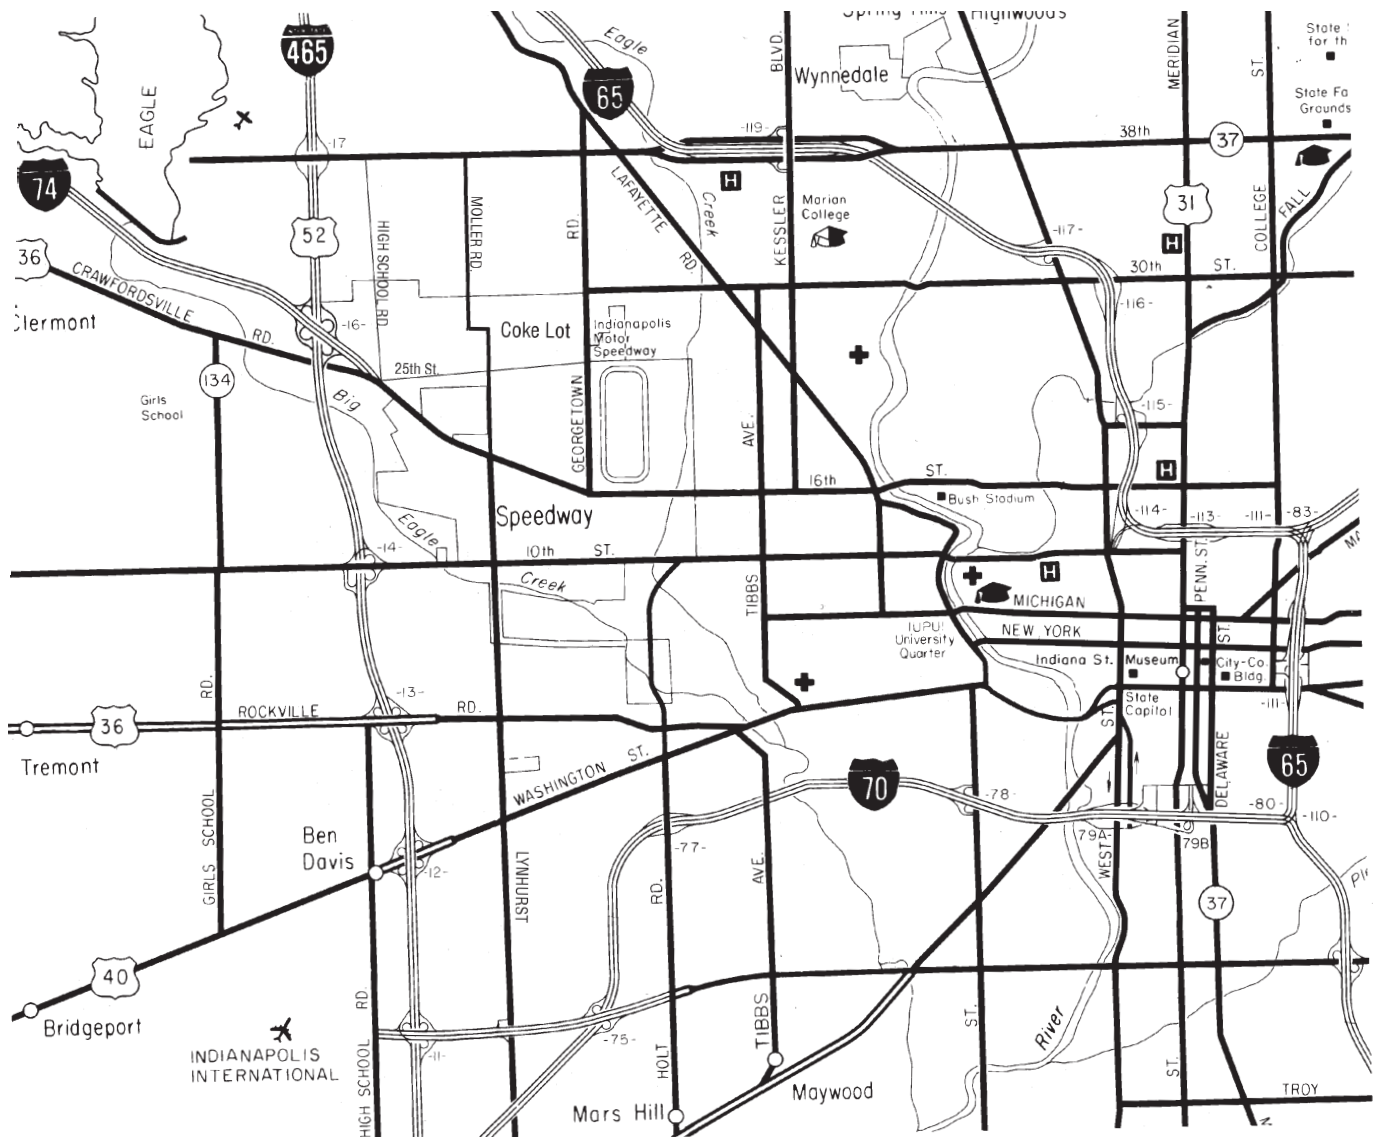 Highwoods
465
65
74
EAGLE
Eagle
BLVD.
Wynnedale
MERIDIAN
ST.
State
for th
State Fa
Grounds
-17
-119-
38th
37
52
36
CRAWFORDSVILLE
RD.
Clermont
HIGH SCHOOL RD
MOLLER RD.
RD.
LAFAYETTE
RD.
Creek
H
KESSLER
Marian
College
-117-
31
H
COLLEGE
FALL
30th
ST.
-116-
-16-
Coke Lot
Indianapolis
Motor
Speedway
25th St.
134
Girls
School
Big
GEORGETOWN
AVE.
-115-
16th
ST.
H
Bush Stadium
Speedway
Eagle
-14-
10th
ST.
Creek
TIBBS
-114-
-113-
-111-
-83-
PENN. ST.
H
MICHIGAN
NEW YORK
IUPUI
University
Quarter
Indiana St.
Museum
City-Co.
Bldg.
ST.
State
Capitol
ST.
-111-
RD.
-13-
36
ROCKVILLE
RD.
Tremont
WASHINGTON
ST.
70
65
DELAWARE
-78-
79A-
79B
-80-
-110-
GIRLS SCHOOL
Ben
Davis
-12-
LYNHURST
-77-
RD.
AVE.
WEST
37
40
Bridgeport
INDIANAPOLIS
INTERNATIONAL
RD.
HIGH SCHOOL
-11-
-75-
HOLT
TIBBS
ST.
River
ST.
TROY
Maywood
Mars Hill